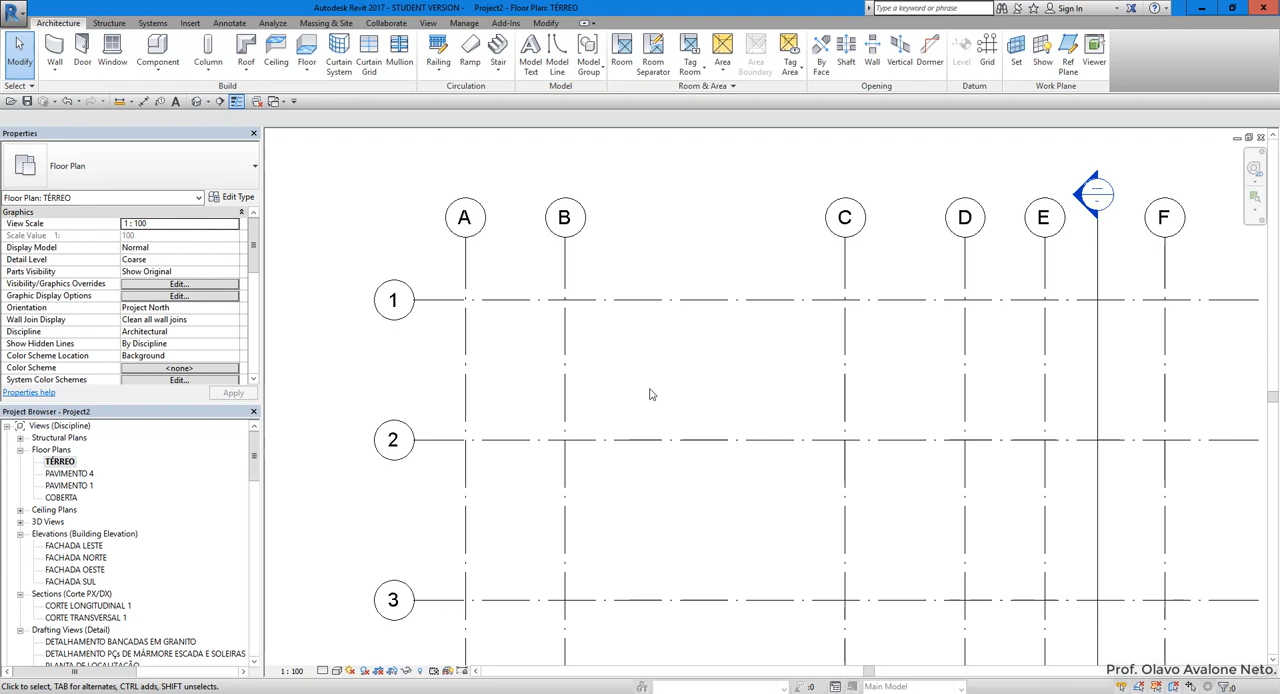 Autodesk Revit 2017 - STUDENT VERSION - Project2 - Floor Plan: TÉRREO
Type a keyword or phrase
Sign In
Architecture Structure Systems Insert Annotate Analyze Massing & Site Collaborate View Manage Add-Ins Modify
Modify Wall Door Window Component Column Roof Ceiling Floor Curtain System Curtain Grid Mullion Railing Ramp Stair Model Text Model Line Model Group Room Room Separator Tag Room Area Area Boundary Tag Area By Face Shaft Wall Vertical Dormer Level Grid Set Show Ref Plane Viewer
Select Build Circulation Model Room & Area Opening Datum Work Plane
Properties
Floor Plan
Floor Plan: TÉRREO Edit Type
Graphics
View Scale 1 : 100
Scale Value 1: 100
Display Model Normal
Detail Level Coarse
Parts Visibility Show Original
Visibility/Graphics Overrides Edit...
Graphic Display Options Edit...
Orientation Project North
Wall Join Display Clean all wall joins
Discipline Architectural
Show Hidden Lines By Discipline
Color Scheme Location Background
Color Scheme <none>
System Color Schemes Edit...
Properties help Apply
Project Browser - Project2
Views (Discipline)
Structural Plans
Floor Plans
TÉRREO
PAVIMENTO 4
PAVIMENTO 1
COBERTA
Ceiling Plans
3D Views
Elevations (Building Elevation)
FACHADA LESTE
FACHADA NORTE
FACHADA OESTE
FACHADA SUL
Sections (Corte PX/DX)
CORTE LONGITUDINAL 1
CORTE TRANSVERSAL 1
Drafting Views (Detail)
DETALHAMENTO BANCADAS EM GRANITO
DETALHAMENTO PÇs DE MÁRMORE ESCADA E SOLEIRAS
PLANTA DE LOCALIZAÇÃO
A B C D E F
1
2
3
1 : 100
Prof. Olavo Avalone Neto.
Click to select, TAB for alternates, CTRL adds, SHIFT unselects.
:0
Main Model
:0